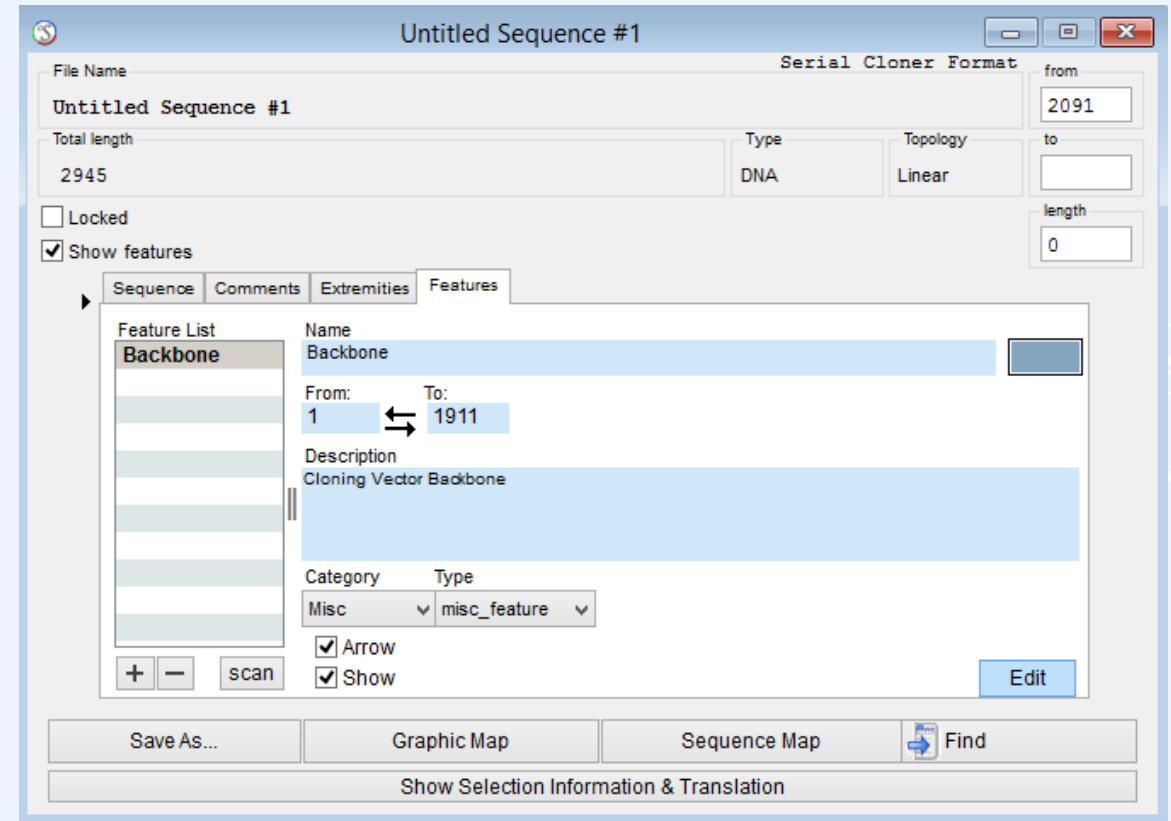 Untitled Sequence #1
Serial Cloner Format
File Name
Untitled Sequence #1
from
2091
Total length
2945
Type
DNA
Topology
Linear
to
Locked
Show features
length
0
Sequence Comments Extremities Features
Feature List
Backbone
Name
Backbone
From: To:
1 1911
Description
Cloning Vector Backbone
Category Type
Misc misc_feature
Arrow
Show
+ − scan
Edit
Save As... Graphic Map Sequence Map Find
Show Selection Information & Translation